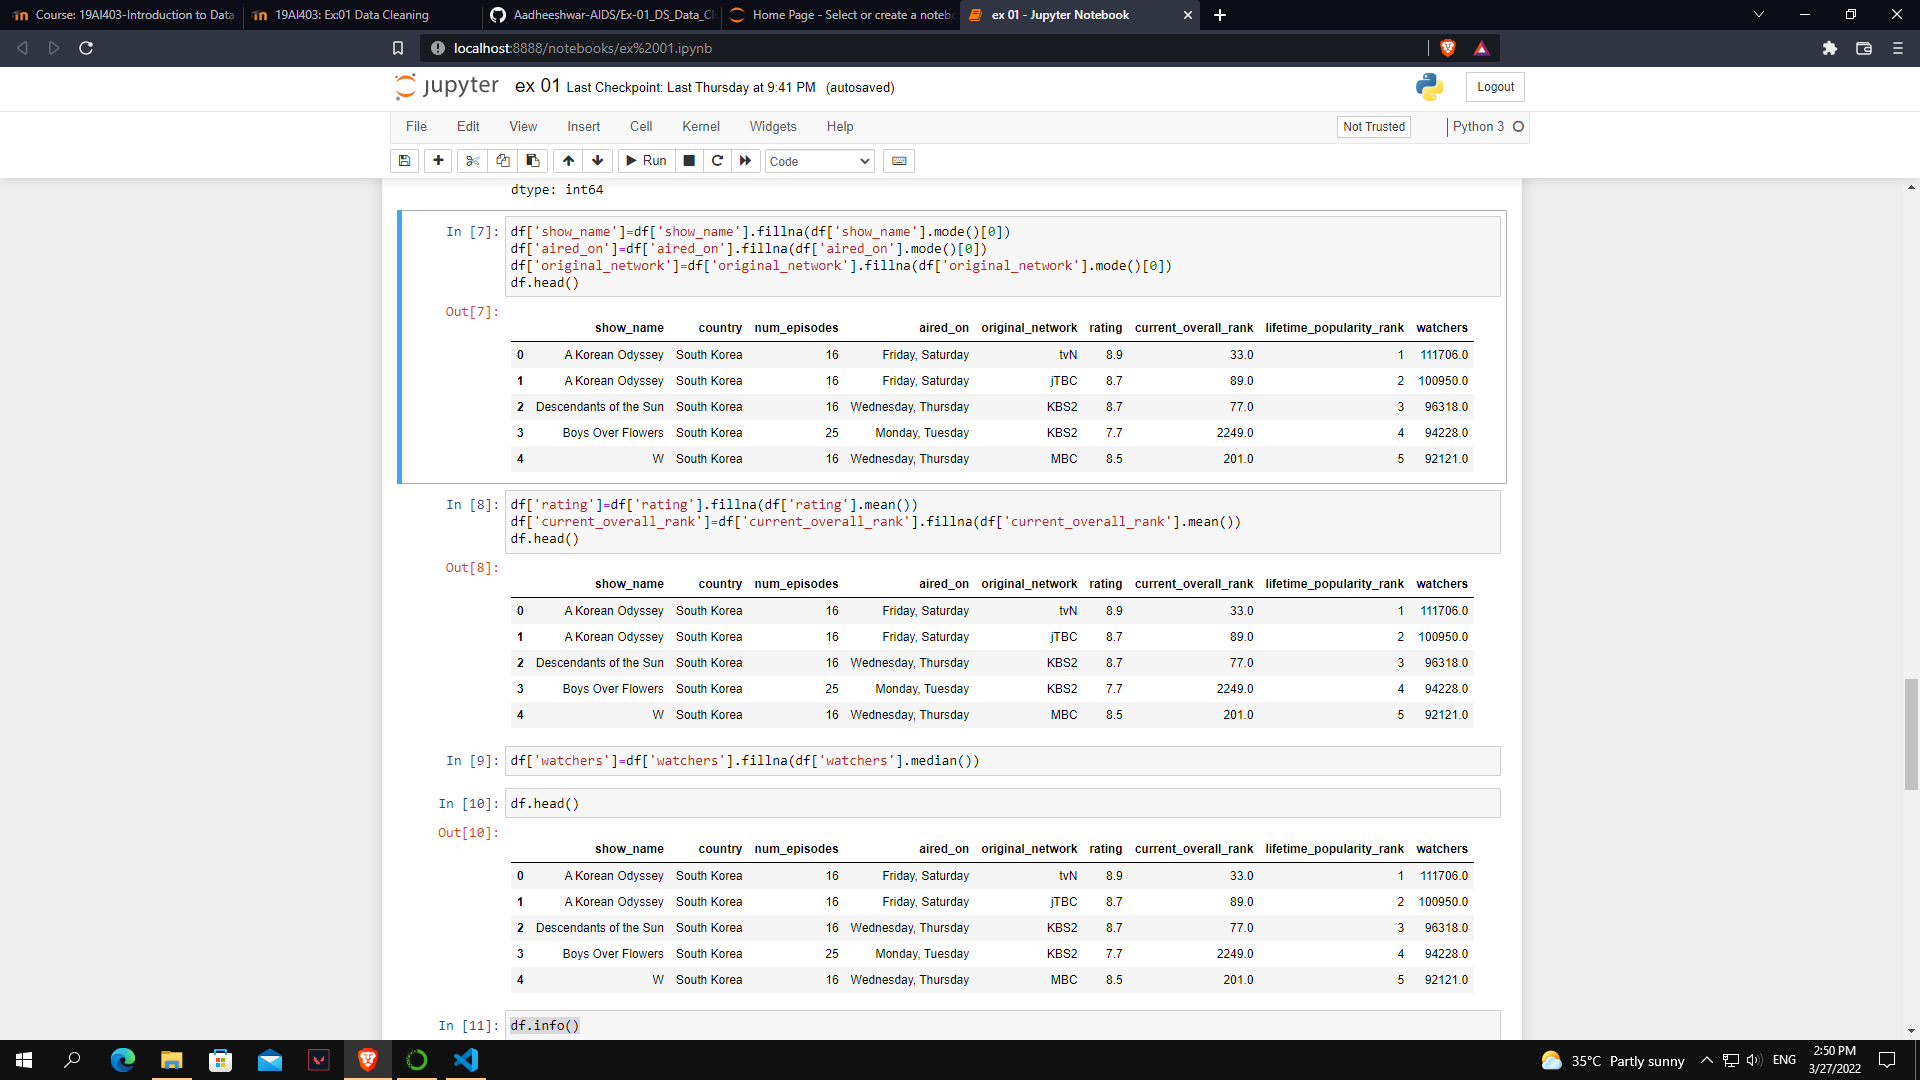 Course: 19AI403-Introduction to Data
19AI403: Ex:01 Data Cleaning
Aadheeshwar-AIDS/Ex-01_DS_Data_Cl
Home Page - Select or create a noteb
ex 01 - Jupyter Notebook
localhost:8888/notebooks/ex%2001.ipynb
jupyter ex 01 Last Checkpoint: Last Thursday at 9:41 PM (autosaved)
Logout
File Edit View Insert Cell Kernel Widgets Help
Not Trusted
Python 3
Run
Code
dtype: int64
In [7]: df['show_name']=df['show_name'].fillna(df['show_name'].mode()[0])
df['aired_on']=df['aired_on'].fillna(df['aired_on'].mode()[0])
df['original_network']=df['original_network'].fillna(df['original_network'].mode()[0])
df.head()
Out[7]:
show_name country num_episodes aired_on original_network rating current_overall_rank lifetime_popularity_rank watchers
0 A Korean Odyssey South Korea 16 Friday, Saturday tvN 8.9 33.0 1 111706.0
1 A Korean Odyssey South Korea 16 Friday, Saturday jTBC 8.7 89.0 2 100950.0
2 Descendants of the Sun South Korea 16 Wednesday, Thursday KBS2 8.7 77.0 3 96318.0
3 Boys Over Flowers South Korea 25 Monday, Tuesday KBS2 7.7 2249.0 4 94228.0
4 W South Korea 16 Wednesday, Thursday MBC 8.5 201.0 5 92121.0
In [8]: df['rating']=df['rating'].fillna(df['rating'].mean())
df['current_overall_rank']=df['current_overall_rank'].fillna(df['current_overall_rank'].mean())
df.head()
Out[8]:
show_name country num_episodes aired_on original_network rating current_overall_rank lifetime_popularity_rank watchers
0 A Korean Odyssey South Korea 16 Friday, Saturday tvN 8.9 33.0 1 111706.0
1 A Korean Odyssey South Korea 16 Friday, Saturday jTBC 8.7 89.0 2 100950.0
2 Descendants of the Sun South Korea 16 Wednesday, Thursday KBS2 8.7 77.0 3 96318.0
3 Boys Over Flowers South Korea 25 Monday, Tuesday KBS2 7.7 2249.0 4 94228.0
4 W South Korea 16 Wednesday, Thursday MBC 8.5 201.0 5 92121.0
In [9]: df['watchers']=df['watchers'].fillna(df['watchers'].median())
In [10]: df.head()
Out[10]:
show_name country num_episodes aired_on original_network rating current_overall_rank lifetime_popularity_rank watchers
0 A Korean Odyssey South Korea 16 Friday, Saturday tvN 8.9 33.0 1 111706.0
1 A Korean Odyssey South Korea 16 Friday, Saturday jTBC 8.7 89.0 2 100950.0
2 Descendants of the Sun South Korea 16 Wednesday, Thursday KBS2 8.7 77.0 3 96318.0
3 Boys Over Flowers South Korea 25 Monday, Tuesday KBS2 7.7 2249.0 4 94228.0
4 W South Korea 16 Wednesday, Thursday MBC 8.5 201.0 5 92121.0
In [11]: df.info()
35°C Partly sunny
ENG
2:50 PM
3/27/2022